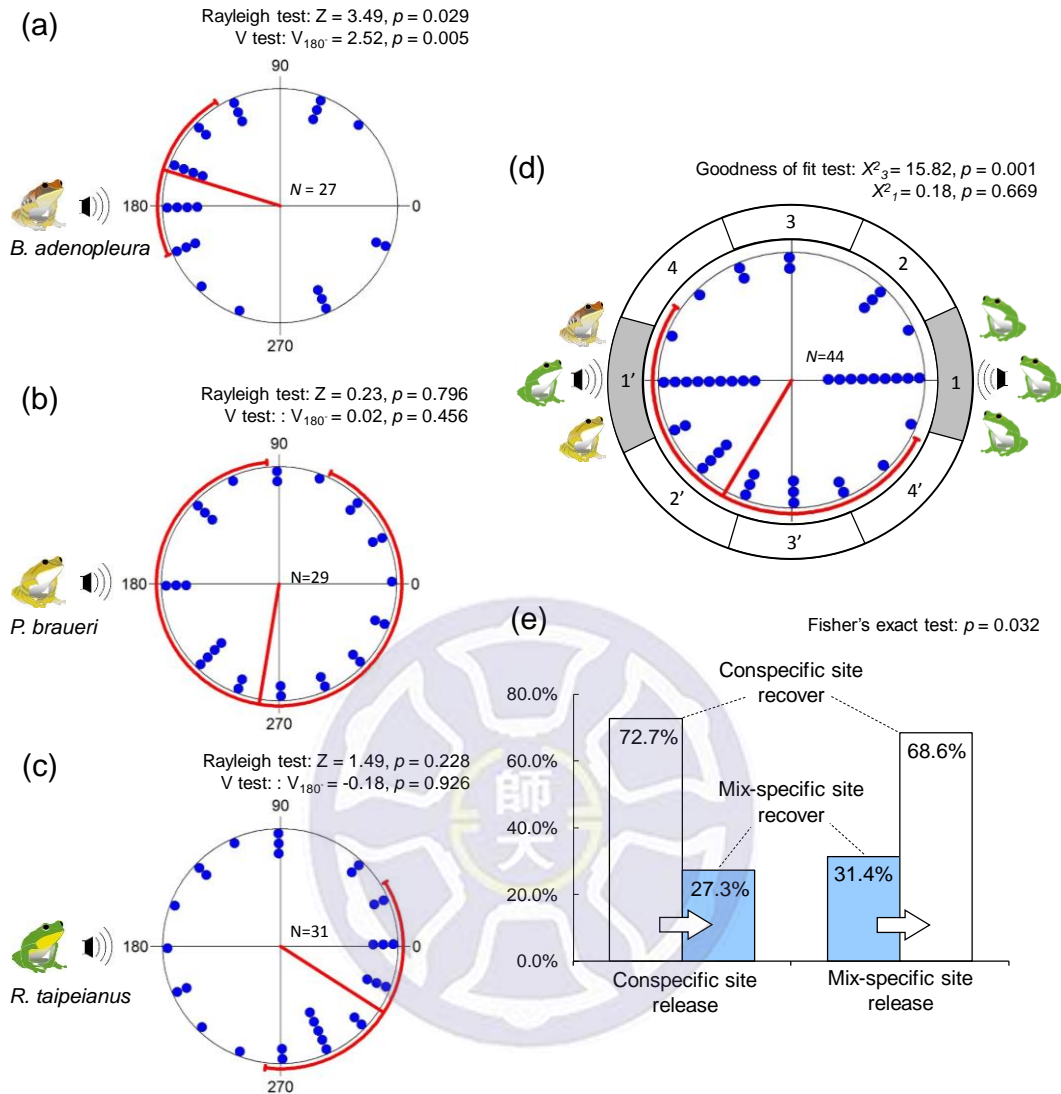 (a)
Rayleigh test: Z = 3.49, p = 0.029
V test: V180° = 2.52, p = 0.005
90
N = 27
180
0
B. adenopleura
270
(b)
Rayleigh test: Z = 0.23, p = 0.796
V test: : V180° = 0.02, p = 0.456
90
N=29
180
0
P. braueri
270
(c)
Rayleigh test: Z = 1.49, p = 0.228
V test: : V180° = -0.18, p = 0.926
90
N=31
180
0
R. taipeianus
270
(d)
Goodness of fit test: X²₃ = 15.82, p = 0.001
X²₁ = 0.18, p = 0.669
3
4
2
N=44
1'
1
2'
4'
3'
(e)
Fisher's exact test: p = 0.032
Conspecific site
recover
80.0%
72.7%
68.6%
60.0%
Mix-specific site
recover
40.0%
31.4%
27.3%
20.0%
0.0%
Conspecific site
release
Mix-specific site
release
師大